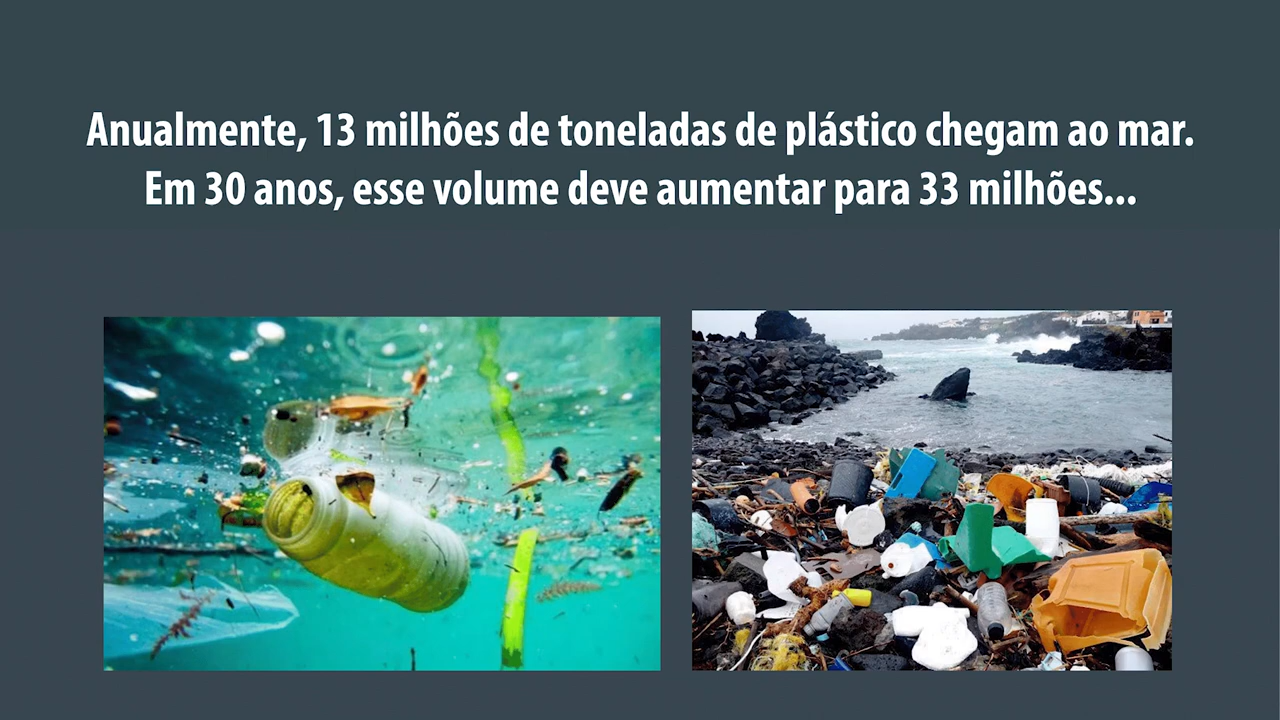 Anualmente, 13 milhões de toneladas de plástico chegam ao mar.
Em 30 anos, esse volume deve aumentar para 33 milhões...